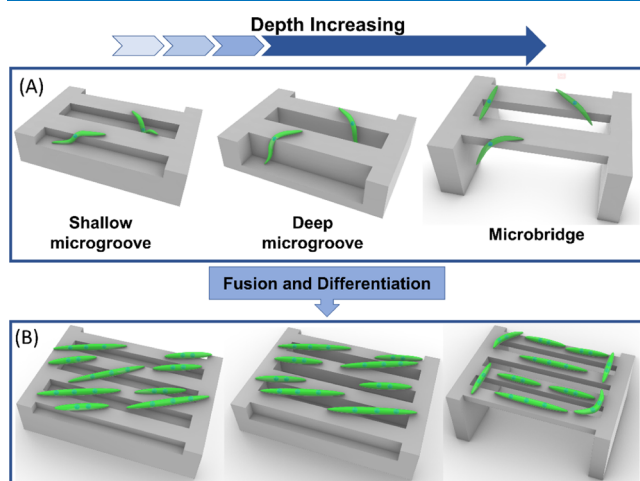 Depth Increasing
(A)
Shallow
microgroove
Deep
microgroove
Microbridge
Fusion and Differentiation
(B)